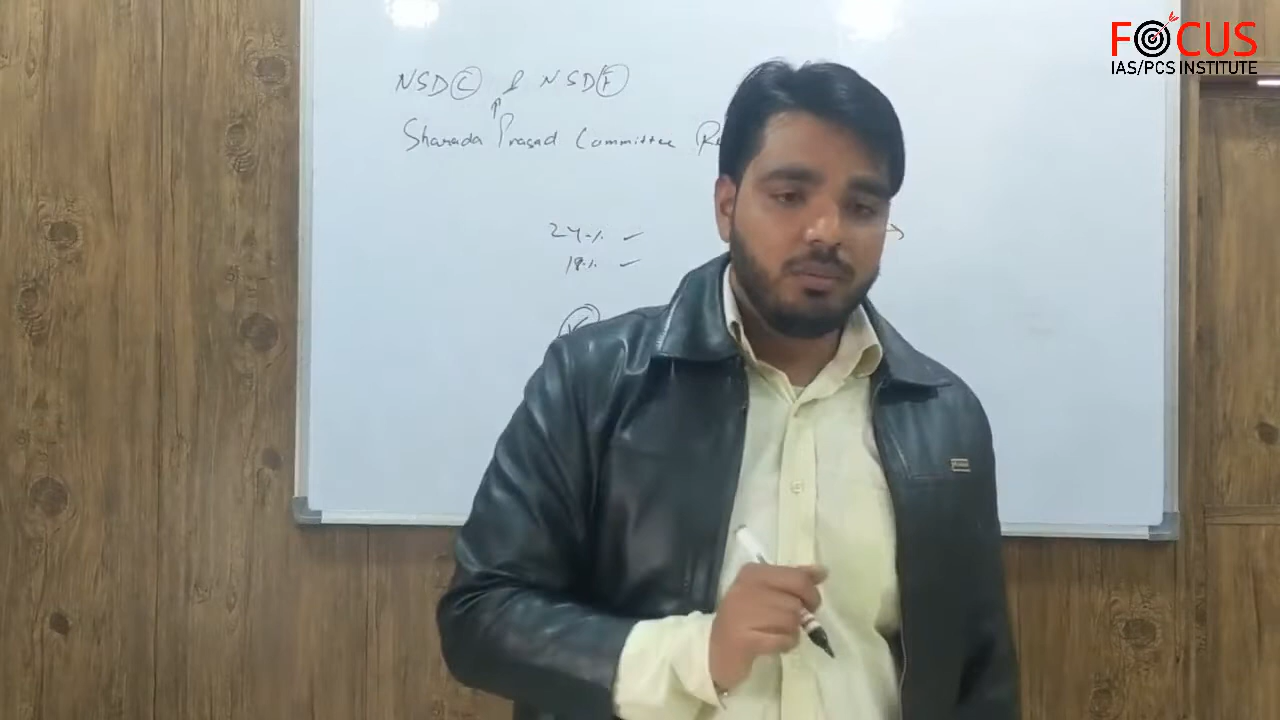 FOCUS
IAS/PCS INSTITUTE
NSDC & NSDF
Sharada Prasad Committee
24%
18%